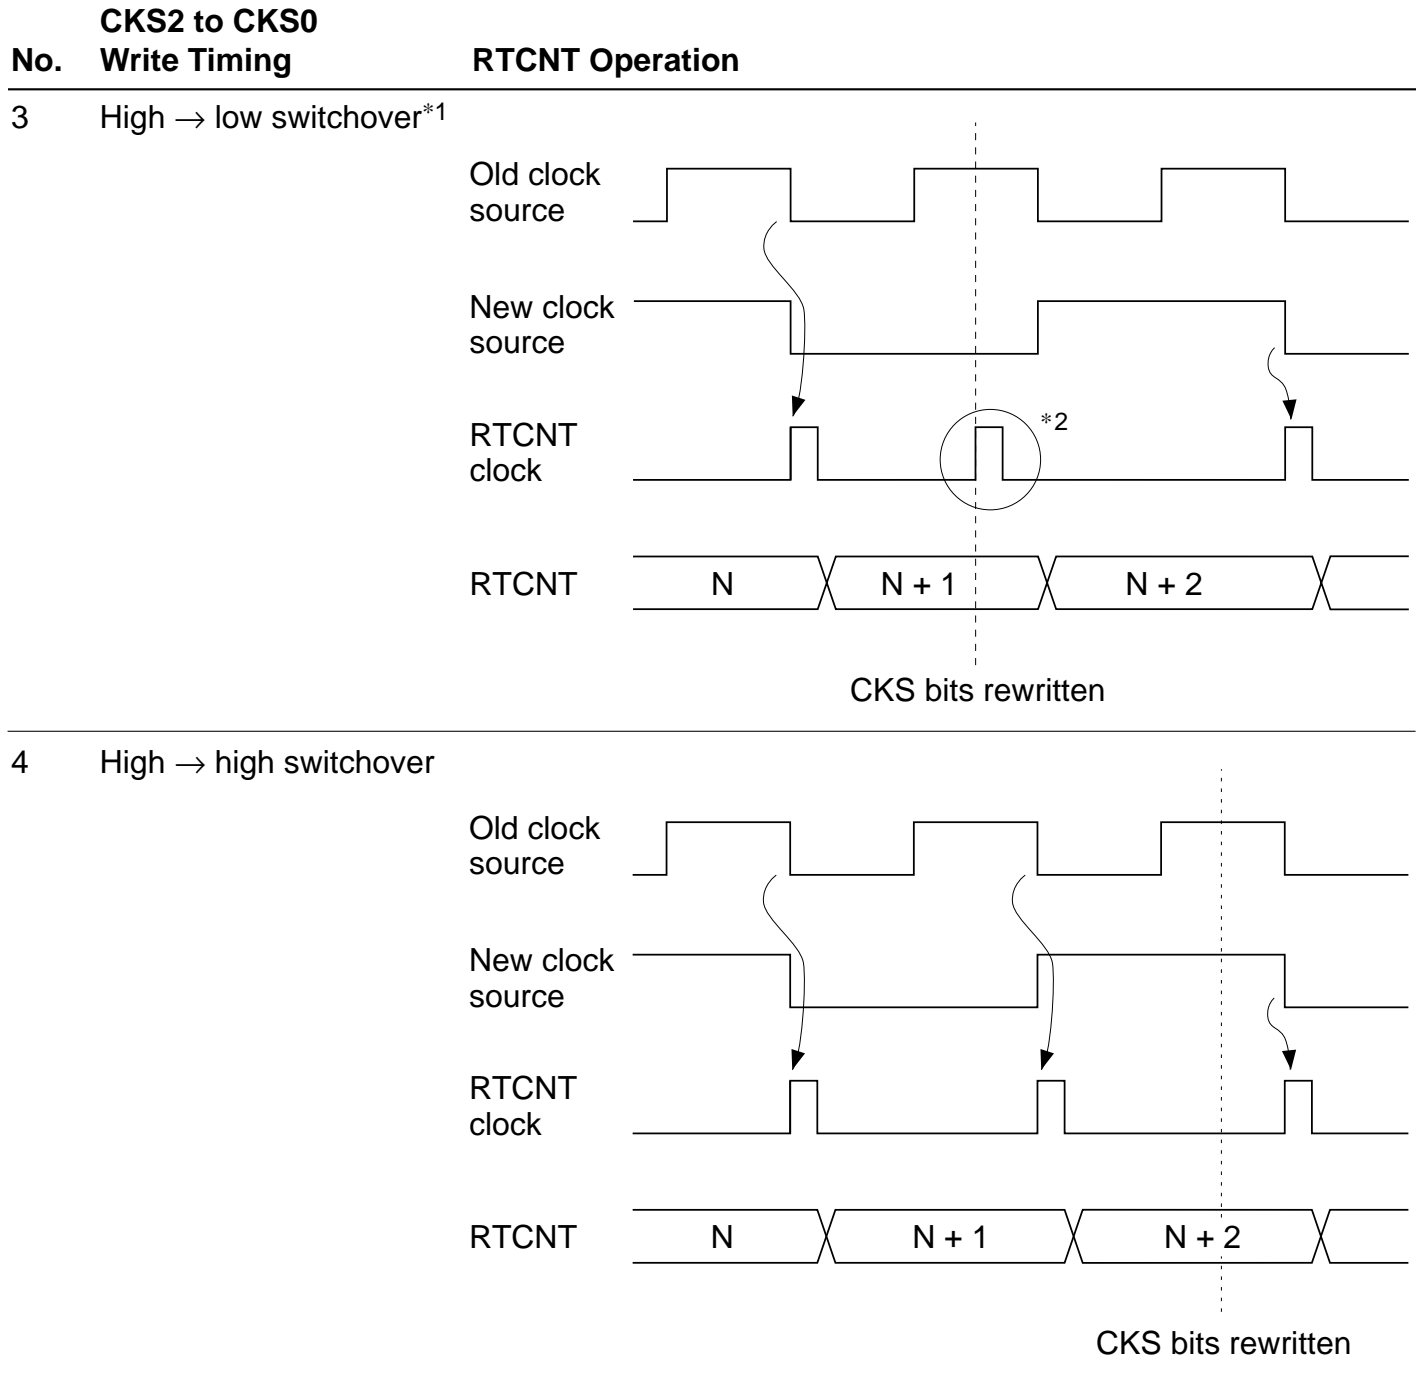 CKS2 to CKS0
No. Write Timing RTCNT Operation
3 High → low switchover*1
Old clock
source
New clock
source
*2
RTCNT
clock
RTCNT N N + 1 N + 2
CKS bits rewritten
4 High → high switchover
Old clock
source
New clock
source
RTCNT
clock
RTCNT N N + 1 N + 2
CKS bits rewritten